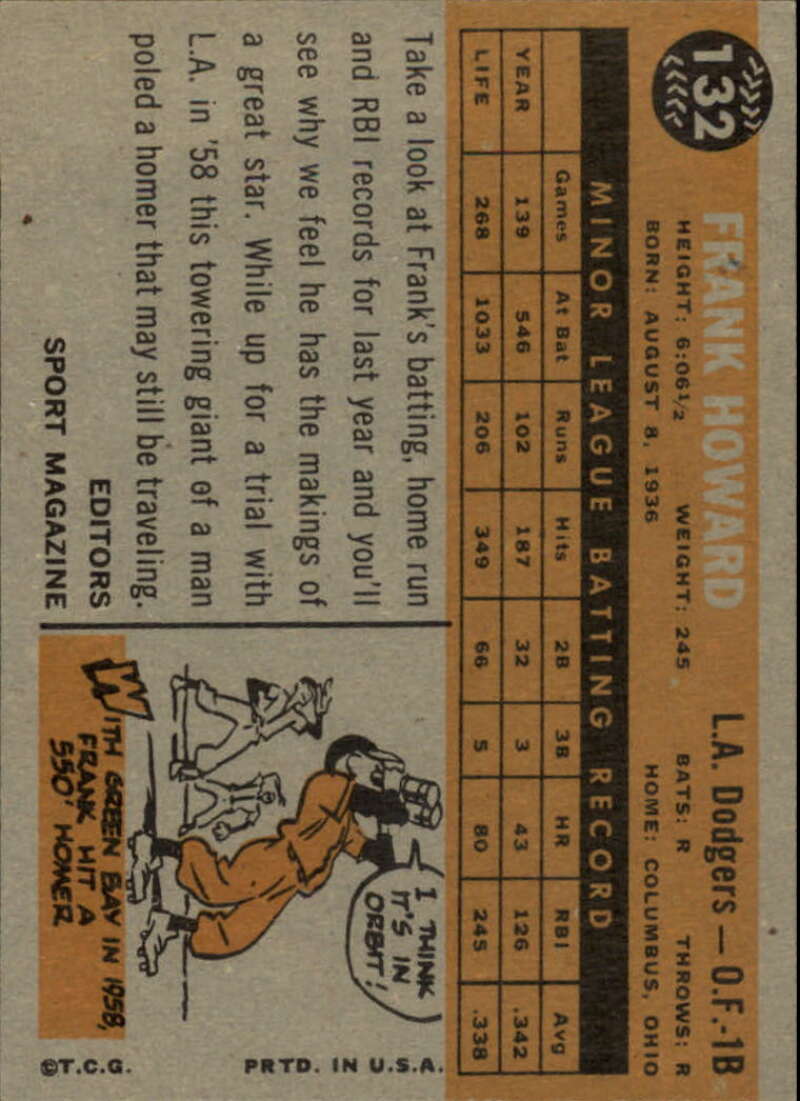 132
FRANK HOWARD
L.A. Dodgers — O.F.-1B
HEIGHT: 6:06½ WEIGHT: 245 BATS: R THROWS: R
BORN: AUGUST 8, 1936 HOME: COLUMBUS, OHIO
MINOR LEAGUE BATTING RECORD
Games At Bat Runs Hits 2B 3B HR RBI Avg
YEAR 139 546 102 187 32 3 43 126 .342
LIFE 268 1033 206 349 66 5 80 245 .338
Take a look at Frank's batting, home run
and RBI records for last year and you'll
see why we feel he has the makings of
a great star. While up for a trial with
L.A. in '58 this towering giant of a man
poled a homer that may still be traveling.
EDITORS
SPORT MAGAZINE
I THINK
IT'S IN
ORBIT!
WITH GREEN BAY IN 1958,
FRANK HIT A
550' HOMER
©T.C.G.
PRTD. IN U.S.A.